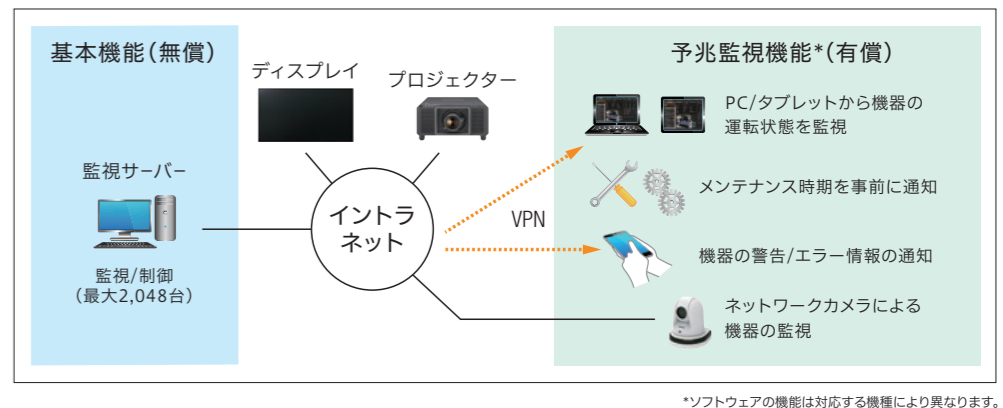 基本機能（無償）
監視サーバー
監視/制御
（最大2,048台）
ディスプレイ
プロジェクター
イントラ
ネット
VPN
予兆監視機能*（有償）
PC/タブレットから機器の
運転状態を監視
メンテナンス時期を事前に通知
機器の警告/エラー情報の通知
ネットワークカメラによる
機器の監視
*ソフトウェアの機能は対応する機種により異なります。